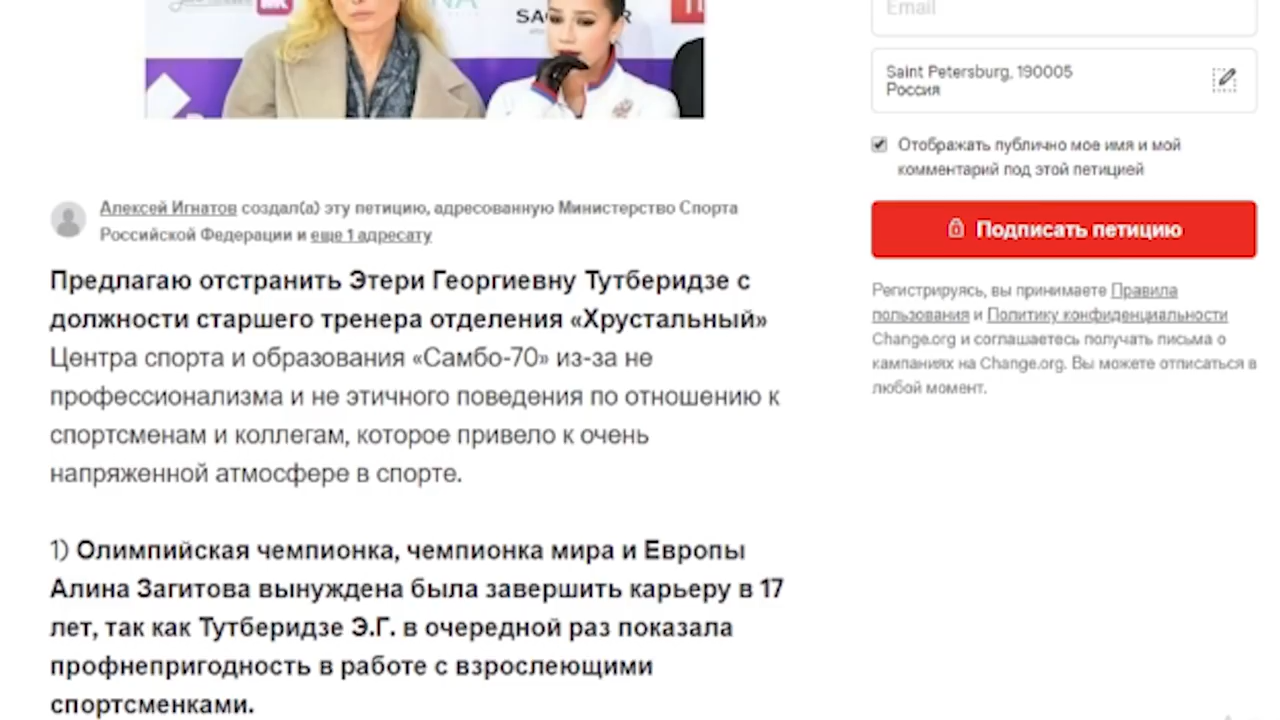 Email
Saint Petersburg, 190005
Россия
Отображать публично мое имя и мой
комментарий под этой петицией
Подписать петицию
Регистрируясь, вы принимаете Правила
пользования и Политику конфиденциальности
Change.org и соглашаетесь получать письма о
кампаниях на Change.org. Вы можете отписаться в
любой момент.
Алексей Игнатов создал(а) эту петицию, адресованную Министерство Спорта
Российской Федерации и еще 1 адресату
Предлагаю отстранить Этери Георгиевну Тутберидзе с
должности старшего тренера отделения «Хрустальный»
Центра спорта и образования «Самбо-70» из-за не
профессионализма и не этичного поведения по отношению к
спортсменам и коллегам, которое привело к очень
напряженной атмосфере в спорте.
1) Олимпийская чемпионка, чемпионка мира и Европы
Алина Загитова вынуждена была завершить карьеру в 17
лет, так как Тутберидзе Э.Г. в очередной раз показала
профнепригодность в работе с взрослеющими
спортсменками.